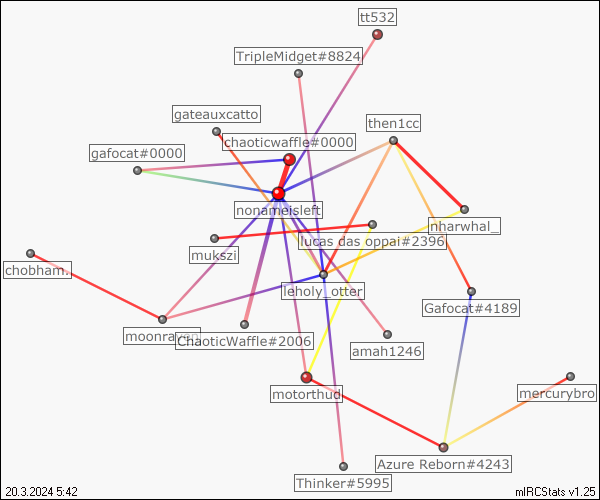 tt532
TripleMidget#8824
gateauxcatto
then1cc
chaoticwaffle#0000
gafocat#0000
nonameisleft
nharwhal_
lucas das oppai#2396
mukszi
chobham.
leholy_otter
Gafocat#4189
moonraven
ChaoticWaffle#2006
amah1246
motorthud
mercurybro
Azure Reborn#4243
Thinker#5995
20.3.2024 5:42
mIRCStats v1.25